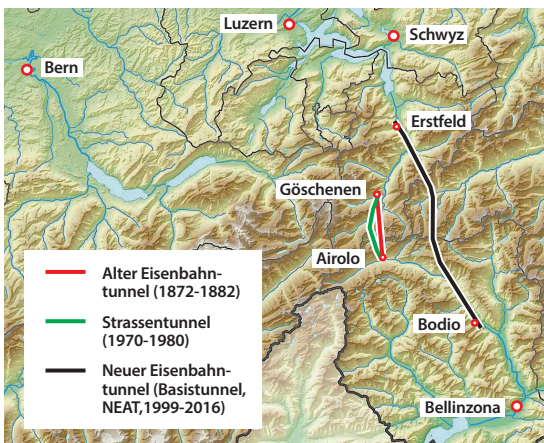 Luzern
Schwyz
Bern
Erstfeld
Göschenen
Airolo
Bodio
Bellinzona
Alter Eisenbahn-
tunnel (1872-1882)
Strassentunnel
(1970-1980)
Neuer Eisenbahn-
tunnel (Basistunnel,
NEAT,1999-2016)